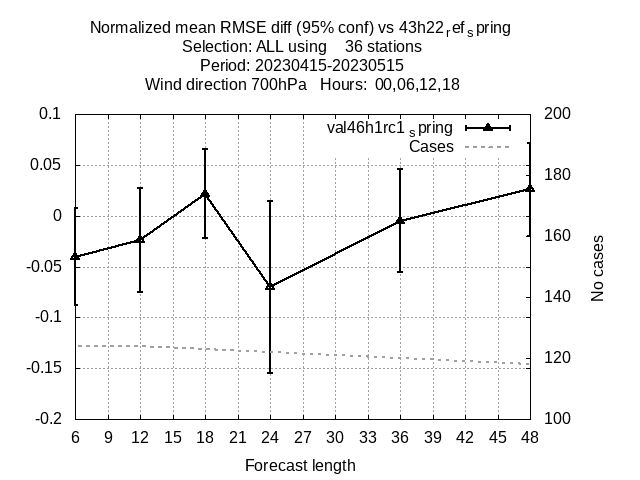 Normalized mean RMSE diff (95% conf) vs 43h22refspring
Selection: ALL using 36 stations
Period: 20230415-20230515
Wind direction 700hPa Hours: 00,06,12,18
0.1
0.05
0
-0.05
-0.1
-0.15
-0.2
val46h1rc1spring
Cases
200
180
160
140
120
100
No cases
6 9 12 15 18 21 24 27 30 33 36 39 42 45 48
Forecast length